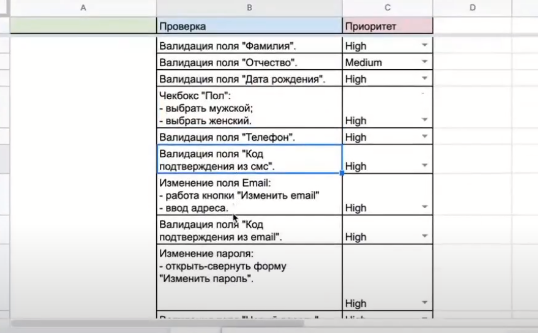 A B C D
Проверка Приоритет
Валидация поля "Фамилия". High
Валидация поля "Отчество". Medium
Валидация поля "Дата рождения". High
Чекбокс "Пол":
- выбрать мужской;
- выбрать женский. High
Валидация поля "Телефон". High
Валидация поля "Код
подтверждения из смс". High
Изменение поля Email:
- работа кнопки "Изменить email"
- ввод адреса. High
Валидация поля "Код
подтверждения из email". High
Изменение пароля:
- открыть-свернуть форму
"Изменить пароль".
High